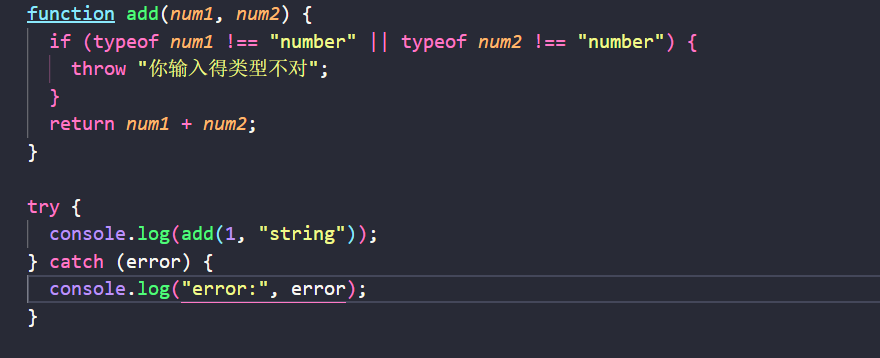 function add(num1, num2) {
  if (typeof num1 !== "number" || typeof num2 !== "number") {
    throw "你输入得类型不对";
  }
  return num1 + num2;
}

try {
  console.log(add(1, "string"));
} catch (error) {
  console.log("error:", error);
}